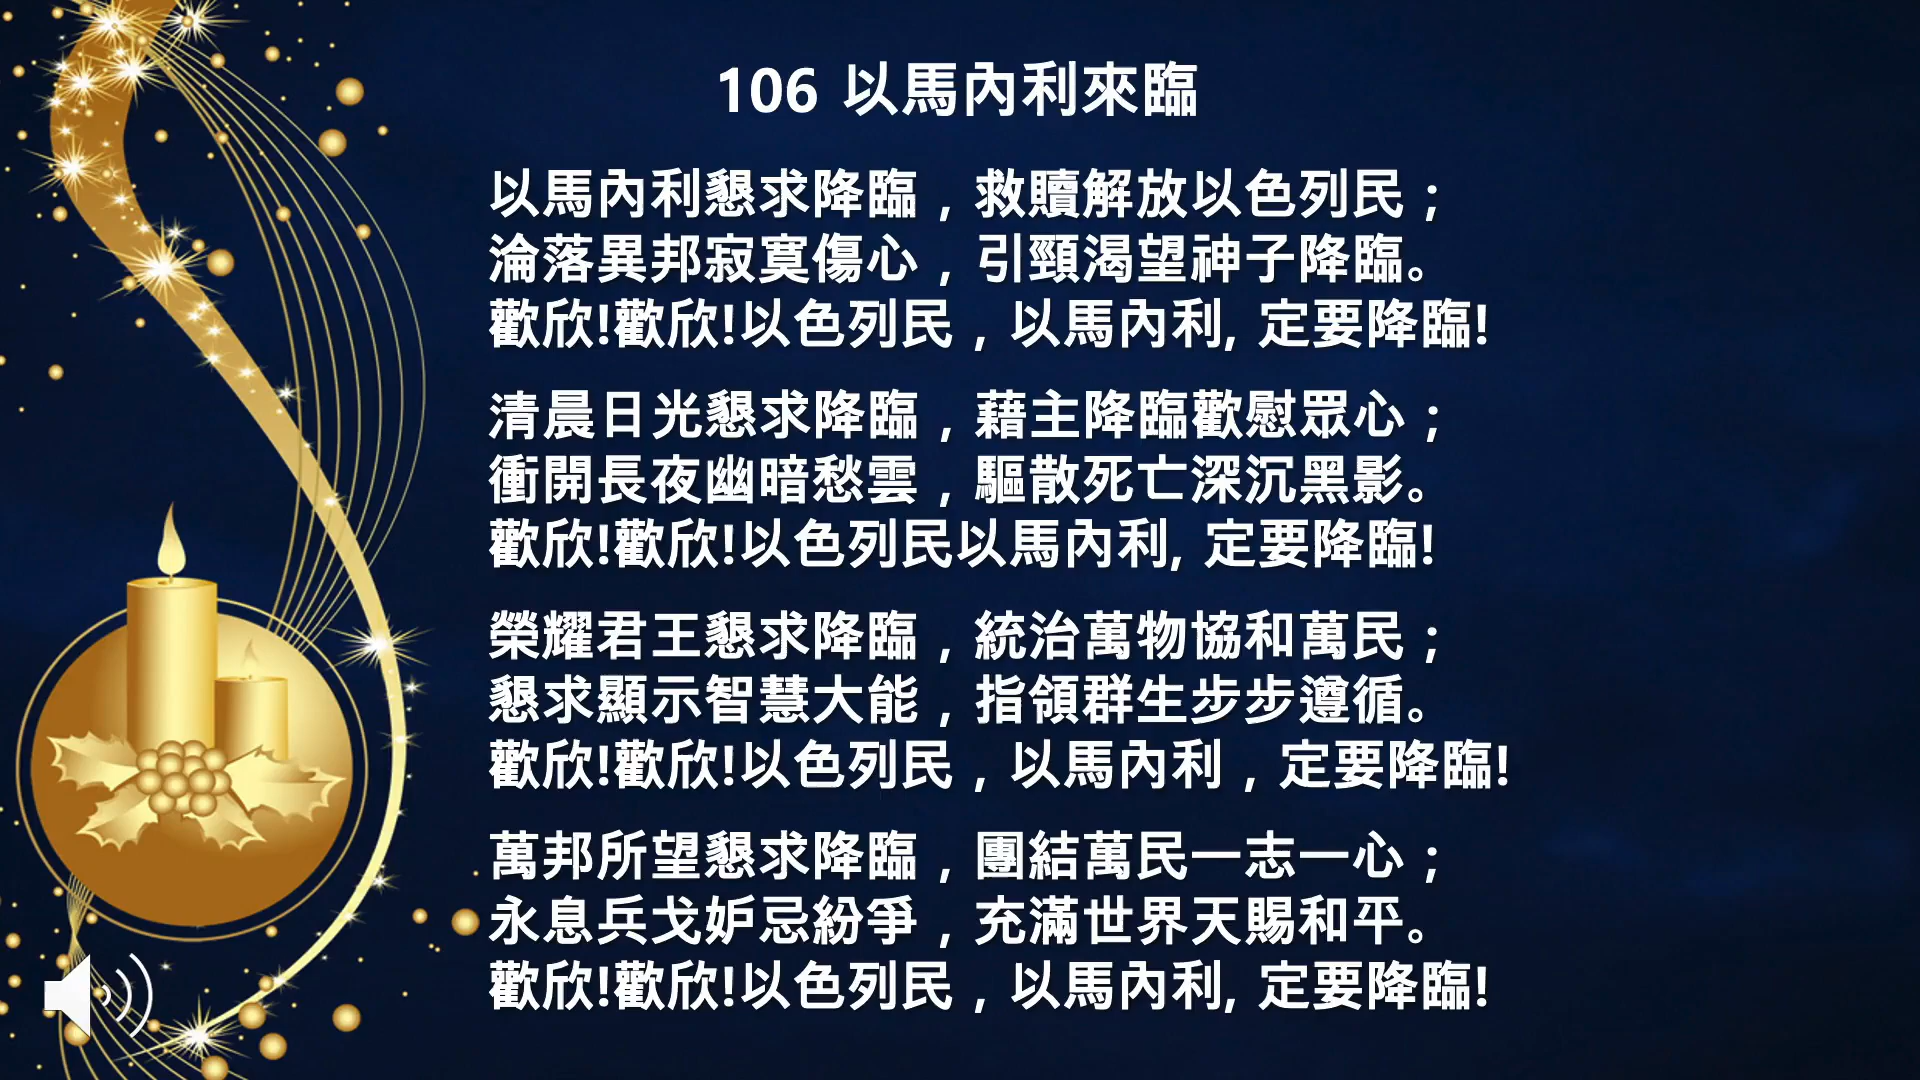 106 以馬內利來臨
以馬內利懇求降臨，救贖解放以色列民；
淪落異邦寂寞傷心，引頸渴望神子降臨。
歡欣!歡欣!以色列民，以馬內利, 定要降臨!
清晨日光懇求降臨，藉主降臨歡慰眾心；
衝開長夜幽暗愁雲，驅散死亡深沉黑影。
歡欣!歡欣!以色列民以馬內利, 定要降臨!
榮耀君王懇求降臨，統治萬物協和萬民；
懇求顯示智慧大能，指領群生步步遵循。
歡欣!歡欣!以色列民，以馬內利，定要降臨!
萬邦所望懇求降臨，團結萬民一志一心；
永息兵戈妒忌紛爭，充滿世界天賜和平。
歡欣!歡欣!以色列民，以馬內利, 定要降臨!